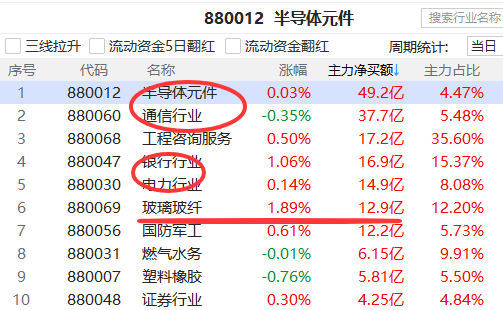 880012 半导体元件
搜索行业名称
三线拉升 流动资金5日翻红 流动资金翻红 周期统计: 当日
序号 代码 名称 涨幅 主力净买额↓ 主力占比
1 880012 半导体元件 0.03% 49.2亿 4.47%
2 880060 通信行业 -0.35% 37.7亿 5.48%
3 880068 工程咨询服务 0.50% 17.2亿 35.60%
4 880047 银行行业 1.06% 16.9亿 15.37%
5 880030 电力行业 0.14% 14.9亿 8.08%
6 880069 玻璃玻纤 1.89% 12.9亿 12.20%
7 880056 国防军工 0.61% 12.2亿 5.73%
8 880031 燃气水务 -0.01% 6.15亿 9.91%
9 880007 塑料橡胶 -0.76% 5.81亿 5.50%
10 880048 证券行业 0.30% 4.25亿 4.84%